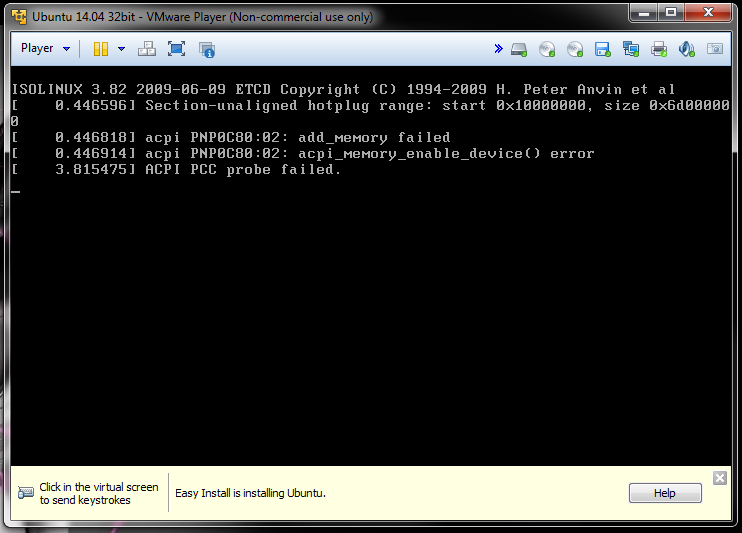 Ubuntu 14.04 32bit - VMware Player (Non-commercial use only)
Player
ISOLINUX 3.82 2009-06-09 ETCD Copyright (C) 1994-2009 H. Peter Anvin et al
[    0.446596] Section-unaligned hotplug range: start 0x10000000, size 0x6d00000
0
[    0.446818] acpi PNP0C80:02: add_memory failed
[    0.446914] acpi PNP0C80:02: acpi_memory_enable_device() error
[    3.815475] ACPI PCC probe failed.
Click in the virtual screen
to send keystrokes
Easy Install is installing Ubuntu.
Help